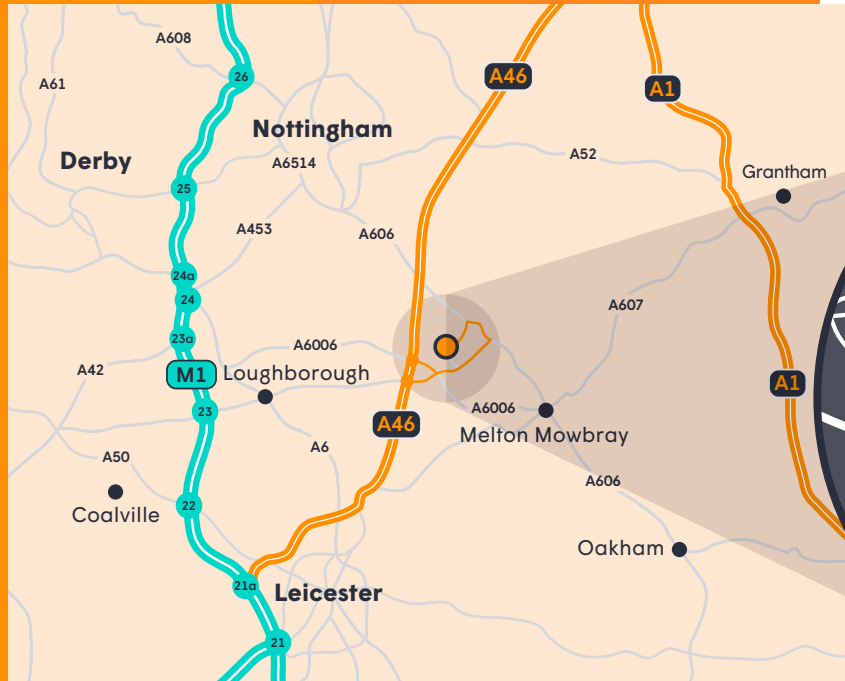 A608
A46
26
A61
A1
Nottingham
A52
Derby
A6514
Grantham
25
A453
A606
24a
24
A607
23a
A6006
A42
M1
Loughborough
A1
23
A6006
A46
Melton Mowbray
A6
A50
A606
Coalville
22
Oakham
21a
Leicester
21